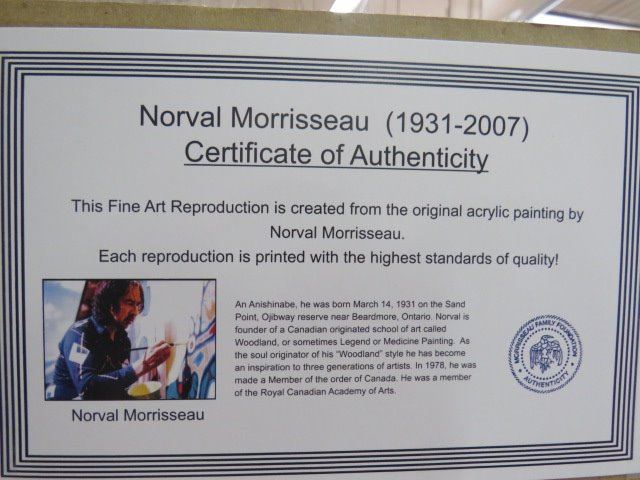 Norval Morrisseau (1931-2007)
Certificate of Authenticity
This Fine Art Reproduction is created from the original acrylic painting by
Norval Morrisseau.
Each reproduction is printed with the highest standards of quality!
An Anishinabe, he was born March 14, 1931 on the Sand
Point, Ojibway reserve near Beardmore, Ontario. Norval is
founder of a Canadian originated school of art called
Woodland, or sometimes Legend or Medicine Painting. As
the soul originator of his "Woodland" style he has become
an inspiration to three generations of artists. In 1978, he was
made a Member of the order of Canada. He was a member
of the Royal Canadian Academy of Arts.
Norval Morrisseau
MORRISSEAU FAMILY FOUNDATION
AUTHENTICITY